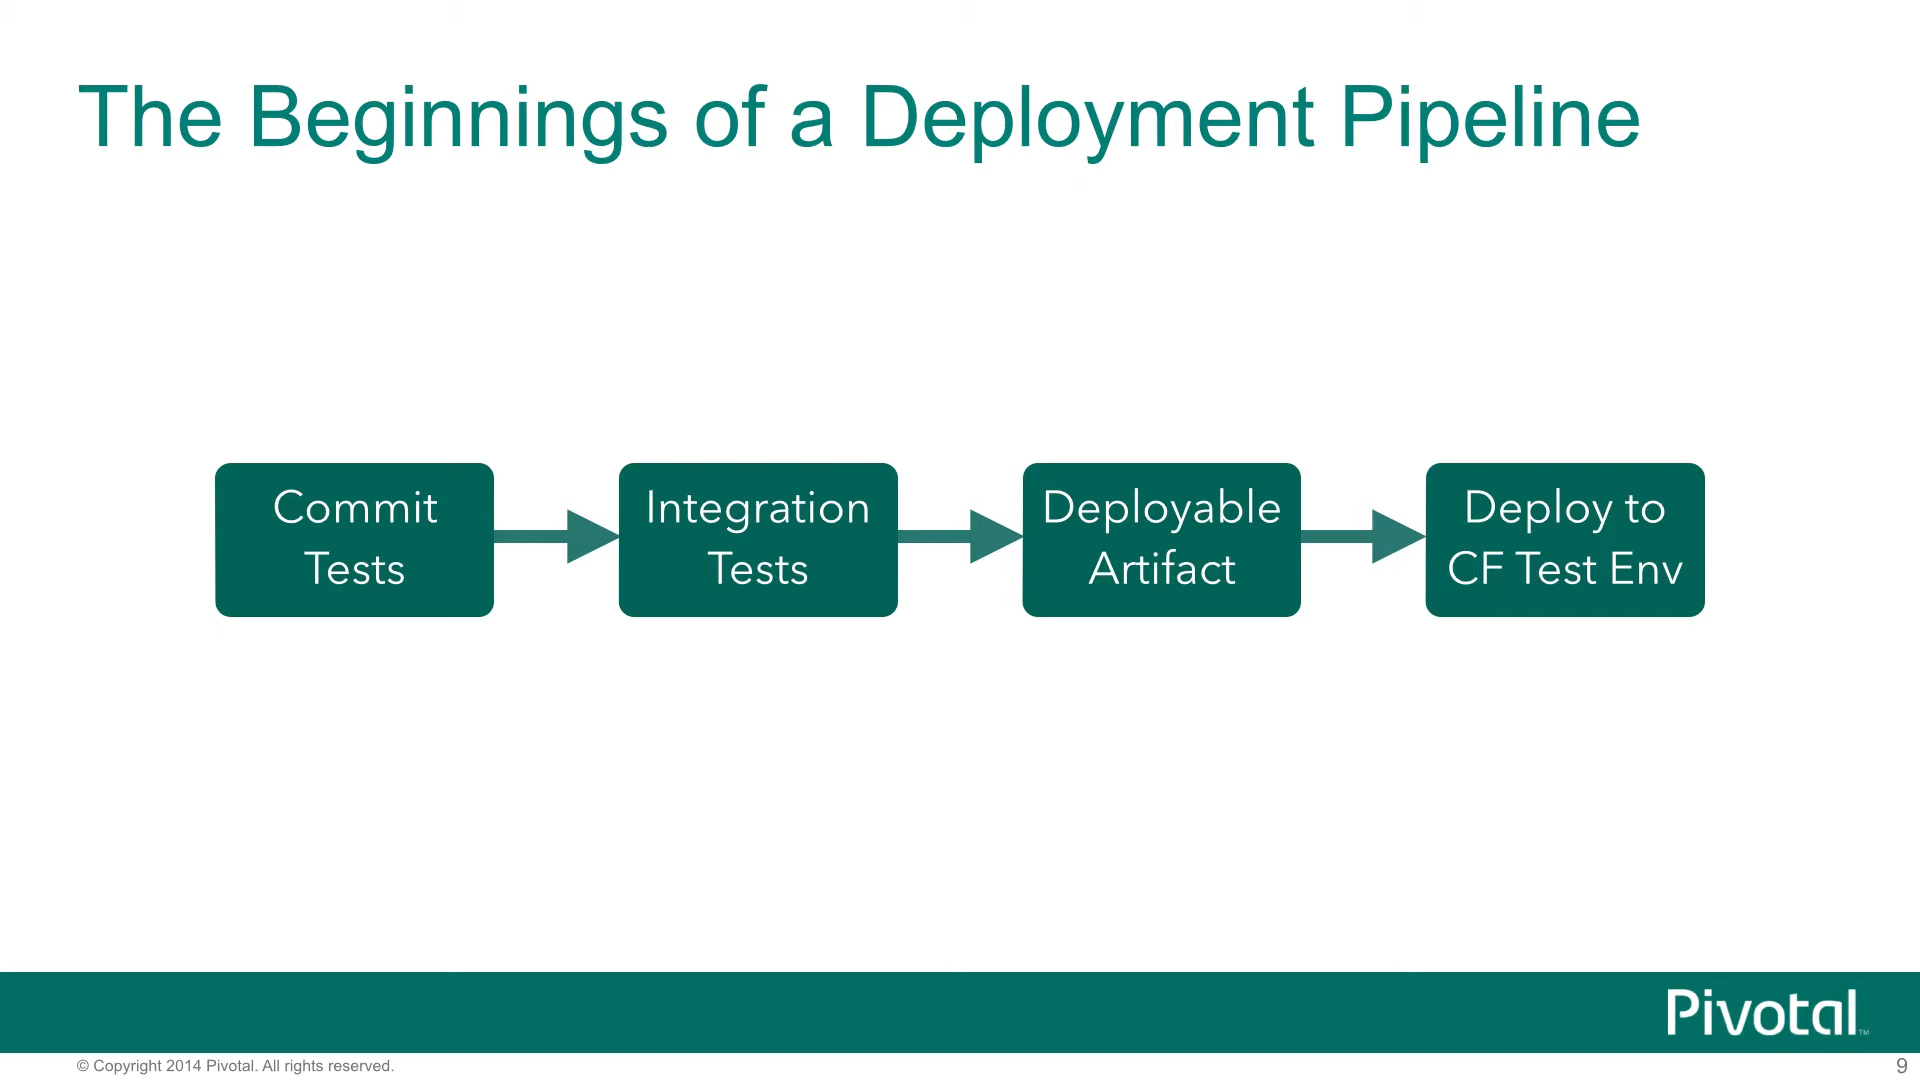 The Beginnings of a Deployment Pipeline
Commit
Tests
Integration
Tests
Deployable
Artifact
Deploy to
CF Test Env
Pivotal™
© Copyright 2014 Pivotal. All rights reserved.
9